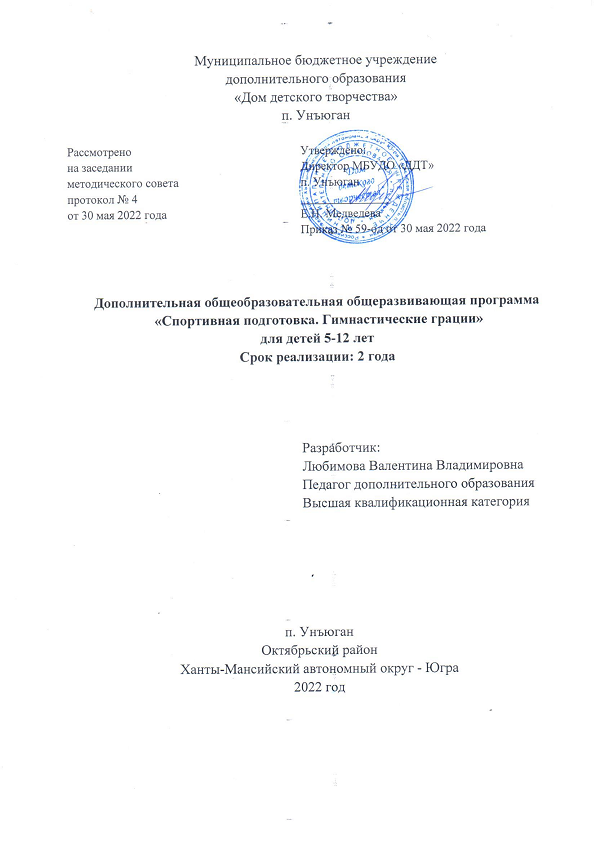 Муниципальное бюджетное учреждение
дополнительного образования
«Дом детского творчества»
п. Унъюган
Рассмотрено
на заседании
методического совета
протокол № 4
от 30 мая 2022 года
Утверждено:
Директор МБУДО «ДДТ»
п. Унъюган
Е.Н. Медведева
Приказ № 59-од от 30 мая 2022 года
Дополнительная общеобразовательная общеразвивающая программа
«Спортивная подготовка. Гимнастические грации»
для детей 5-12 лет
Срок реализации: 2 года
Разработчик:
Любимова Валентина Владимировна
Педагог дополнительного образования
Высшая квалификационная категория
п. Унъюган
Октябрьский район
Ханты-Мансийский автономный округ - Югра
2022 год